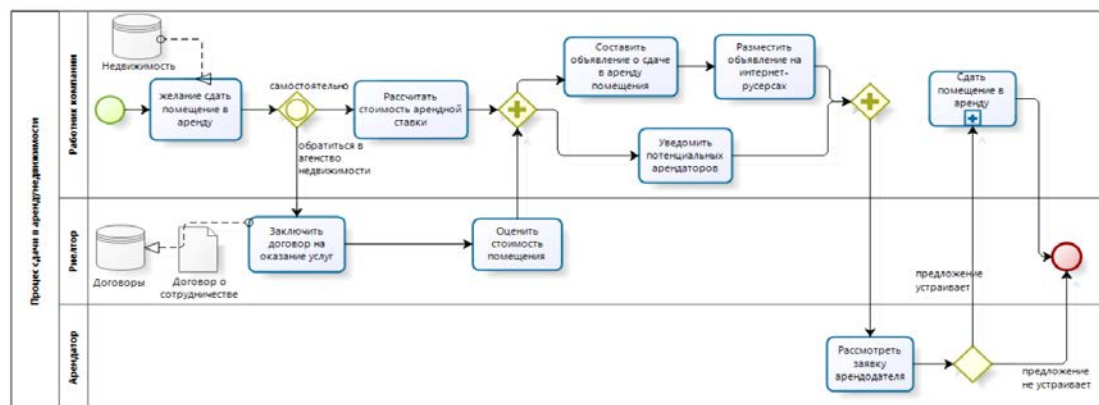 Процес сдачи в аренду недвижимости
Работник компании
Недвижимость
желание сдать
помещение в
аренду
самостоятельно
обратиться в
агенство
недвижимости
Рассчитать
стоимость арендной
ставки
Составить
объявление о сдаче
в аренду
помещения
Разместить
объявление на
интернет-
русерсах
Уведомить
потенциальных
арендаторов
Сдать
помещение в
аренду
Риелтор
Договоры
Договор о
сотрудничестве
Заключить
договор на
оказание услуг
Оценить
стоимость
помещения
предложение
устраивает
Арендатор
Рассмотреть
заявку
арендодателя
предложение
не устраивает